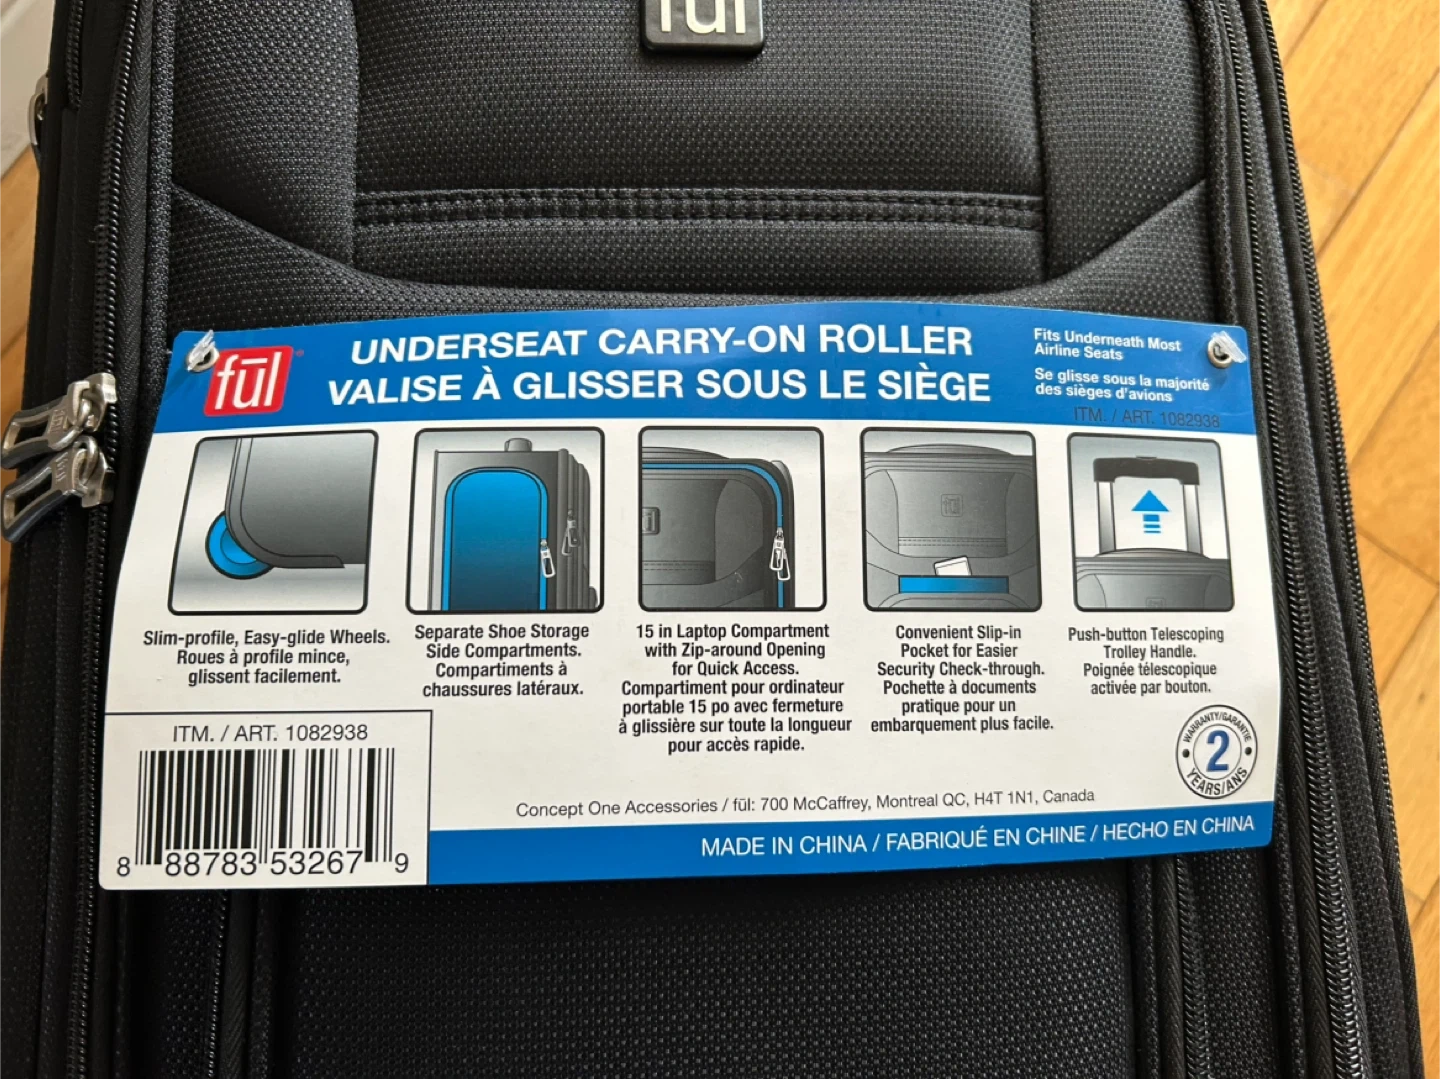 fūl
fūl
UNDERSEAT CARRY-ON ROLLER
VALISE À GLISSER SOUS LE SIÈGE
Fits Underneath Most
Airline Seats
Se glisse sous la majorité
des sièges d'avions
ITM. / ART. 1082938
Slim-profile, Easy-glide Wheels.
Roues à profile mince,
glissent facilement.
Separate Shoe Storage
Side Compartments.
Compartiments à
chaussures latéraux.
15 in Laptop Compartment
with Zip-around Opening
for Quick Access.
Compartiment pour ordinateur
portable 15 po avec fermeture
à glissière sur toute la longueur
pour accès rapide.
Convenient Slip-in
Pocket for Easier
Security Check-through.
Pochette à documents
pratique pour un
embarquement plus facile.
Push-button Telescoping
Trolley Handle.
Poignée télescopique
activée par bouton.
ITM. / ART. 1082938
8 88783 53267 9
WARRANTY/GARANTIE
2
YEARS/ANS
Concept One Accessories / fūl: 700 McCaffrey, Montreal QC, H4T 1N1, Canada
MADE IN CHINA / FABRIQUÉ EN CHINE / HECHO EN CHINA